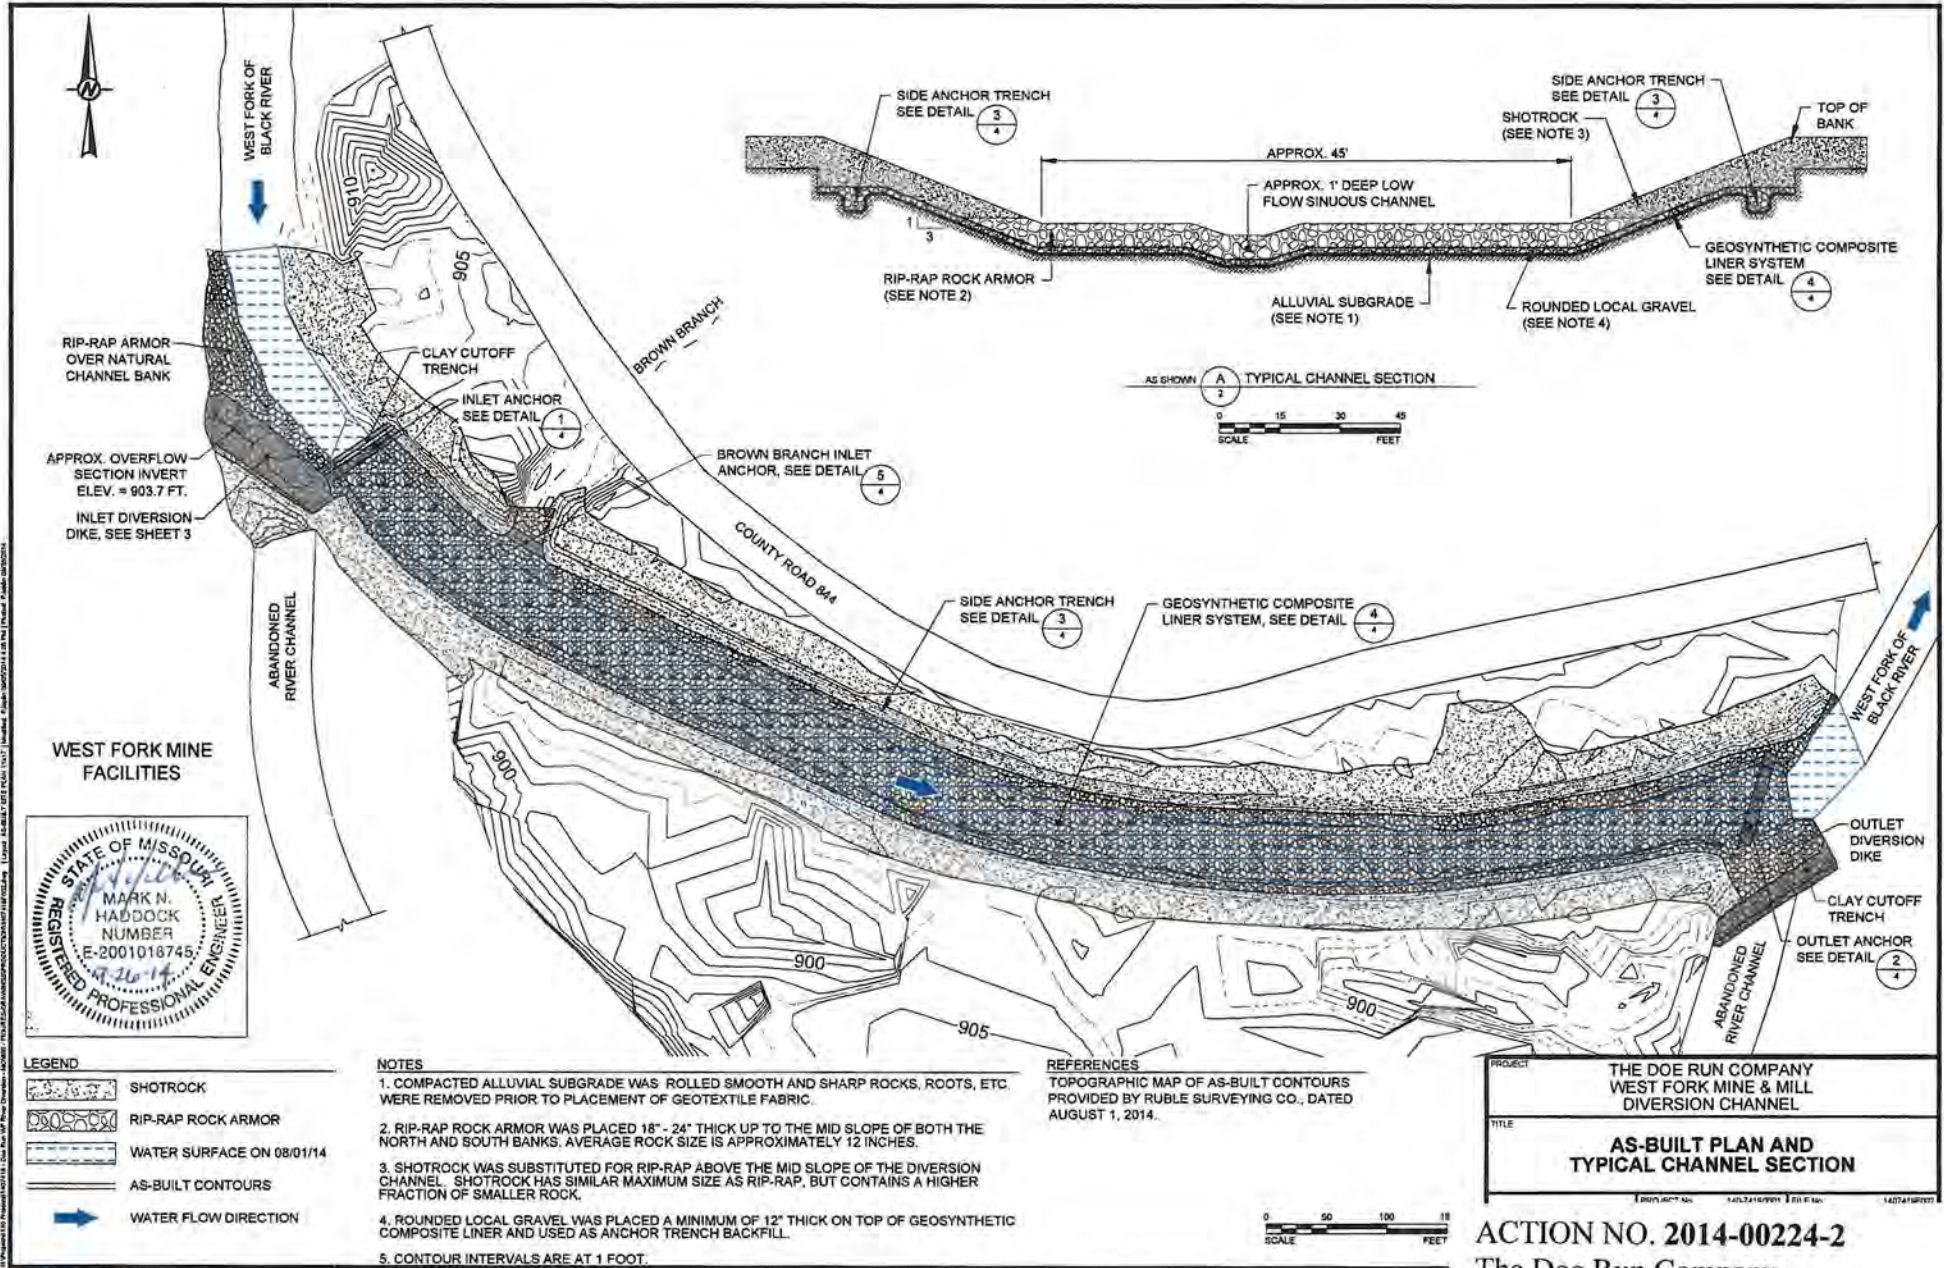 WEST FORK OF
BLACK RIVER
N
910
905
SIDE ANCHOR TRENCH
SEE DETAIL 3
4
SIDE ANCHOR TRENCH
SEE DETAIL 3
4
SHOTROCK
(SEE NOTE 3)
TOP OF
BANK
APPROX. 45'
APPROX. 1' DEEP LOW
FLOW SINUOUS CHANNEL
1
3
RIP-RAP ROCK ARMOR
(SEE NOTE 2)
ALLUVIAL SUBGRADE
(SEE NOTE 1)
ROUNDED LOCAL GRAVEL
(SEE NOTE 4)
GEOSYNTHETIC COMPOSITE
LINER SYSTEM
SEE DETAIL 4
4
AS SHOWN A TYPICAL CHANNEL SECTION
2
0 15 30 45
SCALE FEET
RIP-RAP ARMOR
OVER NATURAL
CHANNEL BANK
CLAY CUTOFF
TRENCH
INLET ANCHOR
SEE DETAIL 1
4
BROWN BRANCH
APPROX. OVERFLOW
SECTION INVERT
ELEV. = 903.7 FT.
INLET DIVERSION
DIKE, SEE SHEET 3
BROWN BRANCH INLET
ANCHOR, SEE DETAIL 5
4
COUNTY ROAD 844
ABANDONED
RIVER CHANNEL
SIDE ANCHOR TRENCH
SEE DETAIL 3
4
GEOSYNTHETIC COMPOSITE
LINER SYSTEM, SEE DETAIL 4
4
WEST FORK OF
BLACK RIVER
WEST FORK MINE
FACILITIES
900
900
905
900
OUTLET
DIVERSION
DIKE
CLAY CUTOFF
TRENCH
OUTLET ANCHOR
SEE DETAIL 2
4
ABANDONED
RIVER CHANNEL
STATE OF MISSOURI
MARK N.
HADDOCK
NUMBER
E-2001018745
9-26-14
REGISTERED PROFESSIONAL ENGINEER
LEGEND
SHOTROCK
RIP-RAP ROCK ARMOR
WATER SURFACE ON 08/01/14
AS-BUILT CONTOURS
WATER FLOW DIRECTION
NOTES
1. COMPACTED ALLUVIAL SUBGRADE WAS ROLLED SMOOTH AND SHARP ROCKS, ROOTS, ETC
WERE REMOVED PRIOR TO PLACEMENT OF GEOTEXTILE FABRIC.
2. RIP-RAP ROCK ARMOR WAS PLACED 18" - 24" THICK UP TO THE MID SLOPE OF BOTH THE
NORTH AND SOUTH BANKS. AVERAGE ROCK SIZE IS APPROXIMATELY 12 INCHES.
3. SHOTROCK WAS SUBSTITUTED FOR RIP-RAP ABOVE THE MID SLOPE OF THE DIVERSION
CHANNEL. SHOTROCK HAS SIMILAR MAXIMUM SIZE AS RIP-RAP, BUT CONTAINS A HIGHER
FRACTION OF SMALLER ROCK.
4. ROUNDED LOCAL GRAVEL WAS PLACED A MINIMUM OF 12" THICK ON TOP OF GEOSYNTHETIC
COMPOSITE LINER AND USED AS ANCHOR TRENCH BACKFILL.
5. CONTOUR INTERVALS ARE AT 1 FOOT.
REFERENCES
TOPOGRAPHIC MAP OF AS-BUILT CONTOURS
PROVIDED BY RUBLE SURVEYING CO., DATED
AUGUST 1, 2014.
0 50 100
SCALE FEET
PROJECT
THE DOE RUN COMPANY
WEST FORK MINE & MILL
DIVERSION CHANNEL
TITLE
AS-BUILT PLAN AND
TYPICAL CHANNEL SECTION
ACTION NO. 2014-00224-2
The Doe Run Company